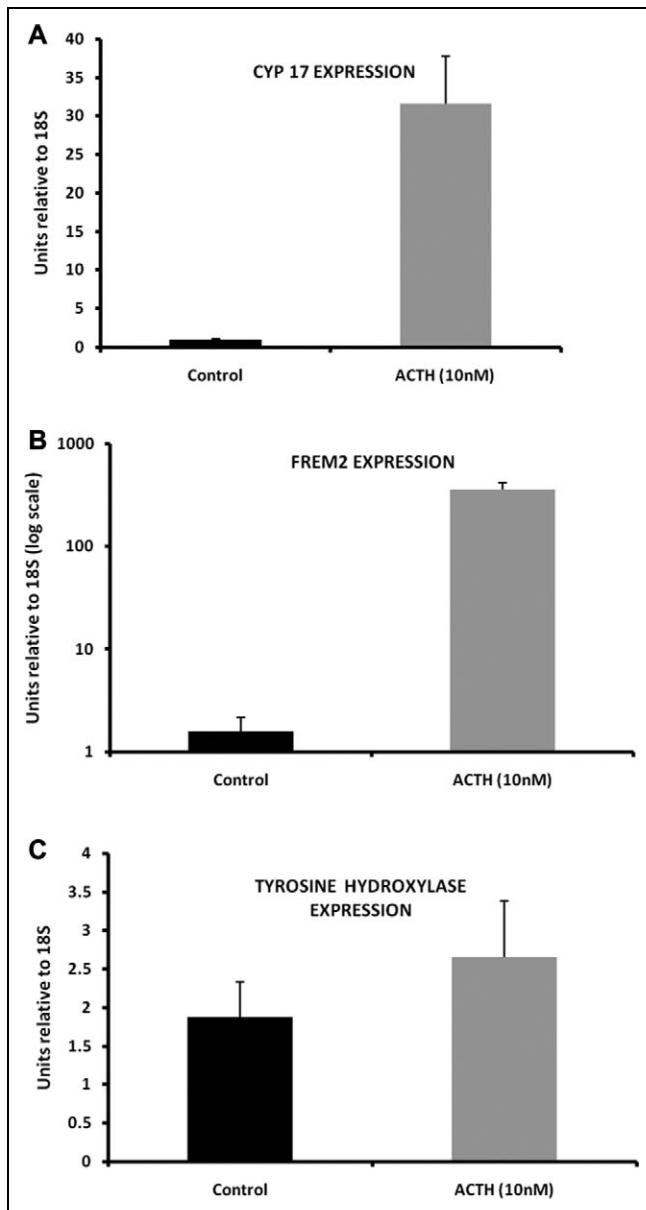 A
CYP 17 EXPRESSION
Units relative to 18S
40
35
30
25
20
15
10
5
0
Control ACTH (10nM)
B
FREM2 EXPRESSION
Units relative to 18S (log scale)
1000
100
10
1
Control ACTH (10nM)
C
TYROSINE HYDROXYLASE
EXPRESSION
Units relative to 18S
4
3.5
3
2.5
2
1.5
1
0.5
0
Control ACTH (10nM)